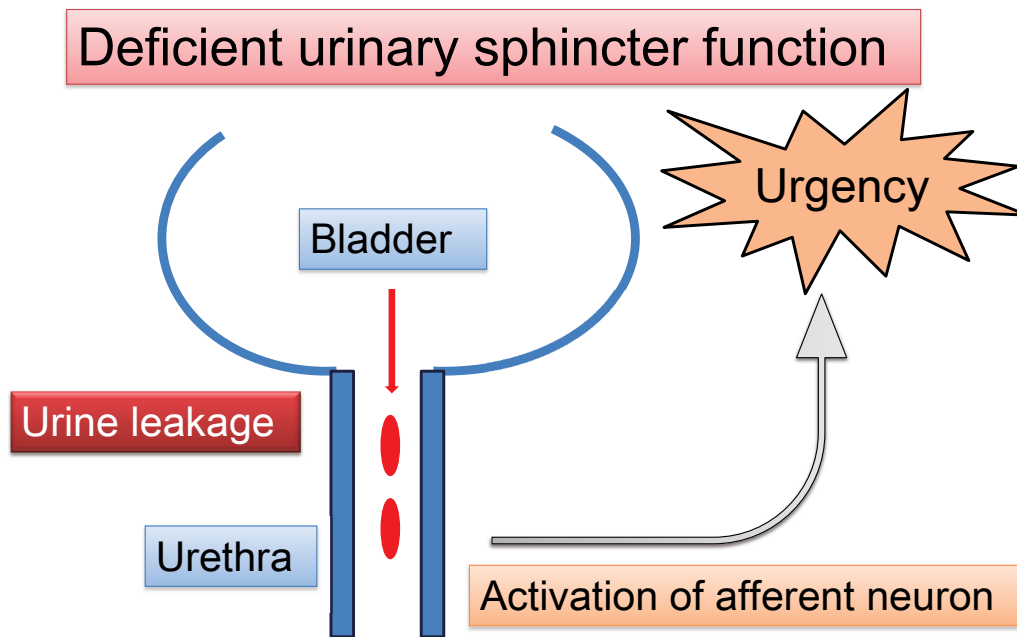 Deficient urinary sphincter function
Urgency
Bladder
Urine leakage
Urethra
Activation of afferent neuron